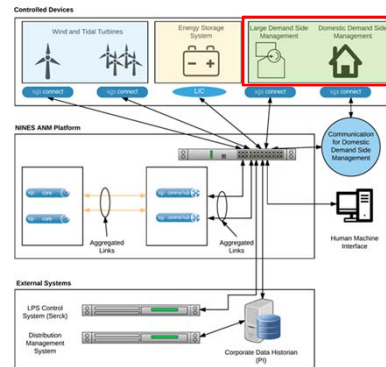 Controlled Devices
Wind and Tidal Turbines
Energy Storage
System
Large Demand Side
Management
Domestic Demand Side
Management
sgs connect
sgs connect
LIC
sgs connect
sgs connect
NINES ANM Platform
Communication
for Domestic
Demand Side
Management
Aggregated
Links
Aggregated
Links
Human Machine
Interface
External Systems
LPS Control
System (Serck)
Distribution
Management
System
Corporate Data Historian
(PI)